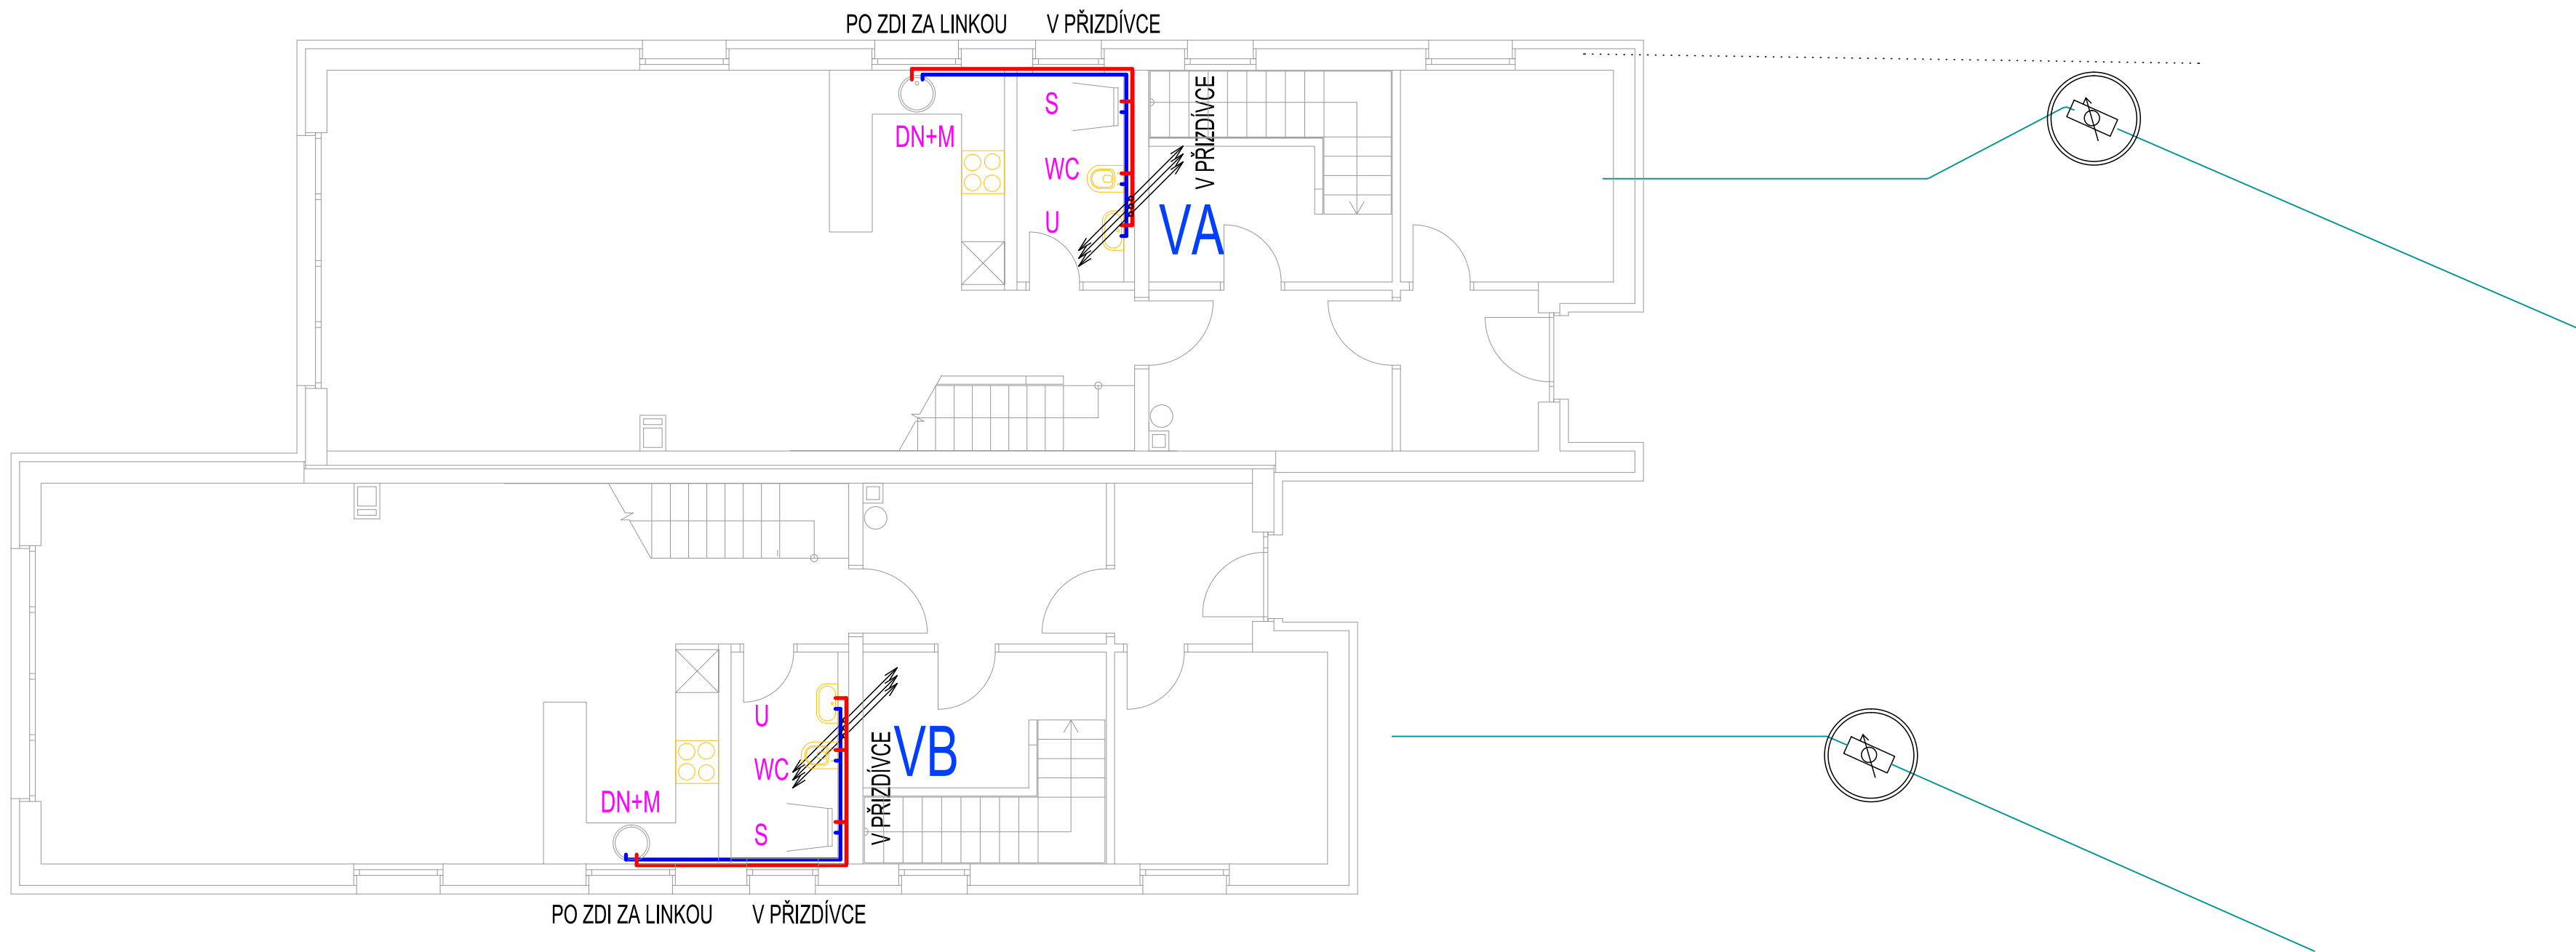 PO ZDI ZA LINKOU V PŘIZDÍVCE
S
DN+M
WC
U
V PŘIZDÍVCE
VA
U
WC
DN+M
S
V PŘIZDÍVCE
VB
PO ZDI ZA LINKOU V PŘIZDÍVCE